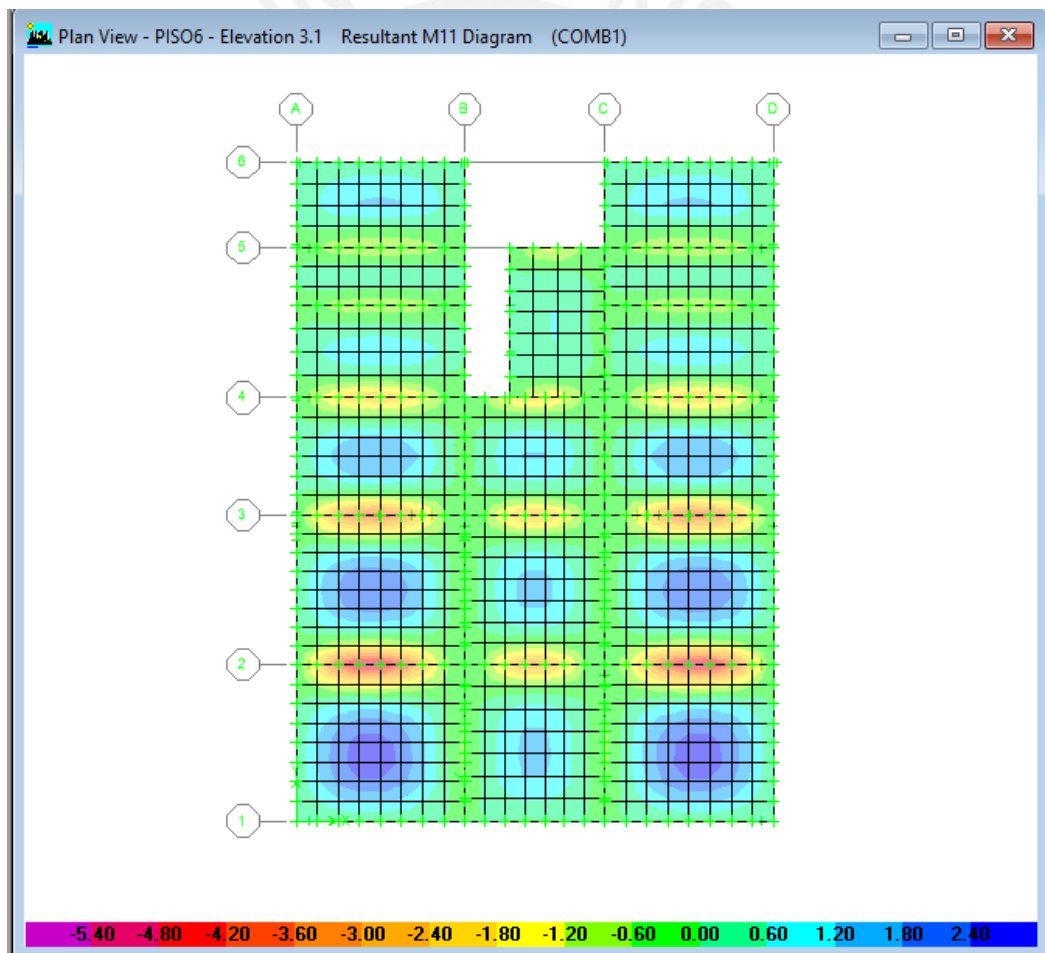 Plan View - PISO6 - Elevation 3.1 Resultant M11 Diagram (COMB1)
A B C D
6
5
4
3
2
1
X
-5.40 -4.80 -4.20 -3.60 -3.00 -2.40 -1.80 -1.20 -0.60 0.00 0.60 1.20 1.80 2.40